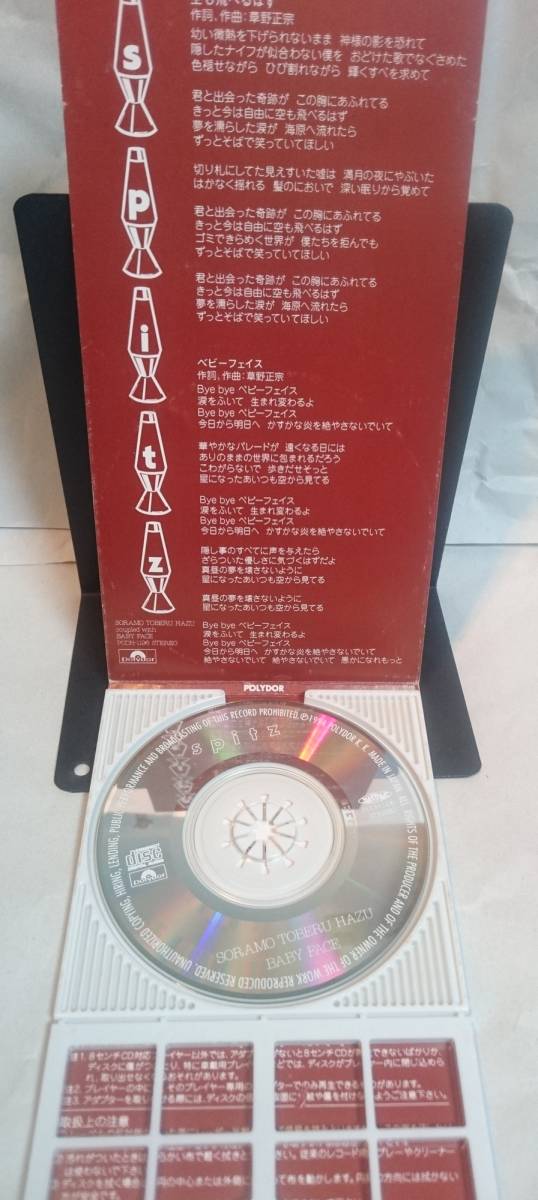 空も飛べるはず
作詞、作曲：草野正宗
幼い微熱を下げられないまま 神様の影を恐れて
隠したナイフが似合わない僕を おどけた歌でなぐさめた
色褪せながら ひび割れながら 輝くすべを求めて
君と出会った奇跡が この胸にあふれてる
きっと今は自由に空も飛べるはず
夢を濡らした涙が 海原へ流れたら
ずっとそばで笑っていてほしい
切り札にしてた見えすいた嘘は 満月の夜にやぶいた
はかなく揺れる 髪のにおいで 深い眠りから覚めて
君と出会った奇跡が この胸にあふれてる
きっと今は自由に空も飛べるはず
ゴミできらめく世界が 僕たちを拒んでも
ずっとそばで笑っていてほしい
君と出会った奇跡が この胸にあふれてる
きっと今は自由に空も飛べるはず
夢を濡らした涙が 海原へ流れたら
ずっとそばで笑っていてほしい
spitz
ベビーフェイス
作詞、作曲：草野正宗
Bye bye ベビーフェイス
涙をふいて 生まれ変わるよ
Bye bye ベビーフェイス
今日から明日へ かすかな炎を絶やさないでいて
華やかなパレードが 遠くなる日には
ありのままの世界に包まれるだろう
こわがらないで 歩きだせそっと
星になったあいつも空から見てる
Bye bye ベビーフェイス
涙をふいて 生まれ変わるよ
Bye bye ベビーフェイス
今日から明日へ かすかな炎を絶やさないでいて
隠し事のすべてに声を与えたら
ざらついた優しさに気づくはずだよ
真昼の夢を壊さないように
星になったあいつも空から見てる
真昼の夢を壊さないように
星になったあいつも空から見てる
Bye bye ベビーフェイス
涙をふいて 生まれ変わるよ
Bye bye ベビーフェイス
今日から明日へ かすかな炎を絶やさないでいて
絶やさないでいて 絶やさないでいて 愚かになれもっと
SORAMO TOBERU HAZU
coupled with
BABY FACE
PODH-1196 STEREO
Polydor
POLYDOR
spitz
UNAUTHORIZED COPYING, HIRING, LENDING, PUBLIC PERFORMANCE AND BROADCASTING OF THIS RECORD PROHIBITED. ℗1994 POLYDOR K.K. MADE IN JAPAN ALL RIGHTS OF THE PRODUCER AND OF THE OWNER OF THE WORK REPRODUCED RESERVED
disc
Polydor
SORAMO TOBERU HAZU
BABY FACE
取扱上の注意